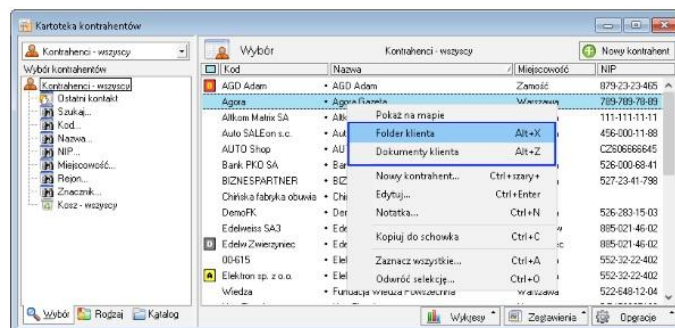 Kartoteka kontrahentów
Kontrahenci - wszyscy
Wybór kontrahentów
Kontrahenci - wszyscy
Ostatni kontakt
Szukaj...
Kod...
Nazwa...
NIP...
Miejscowość...
Rejon...
Znacznik...
Kosz - wszyscy
Wybór Rodzaj Katalog
Wybór Kontrahenci - wszyscy Nowy kontrahent
Kod Nazwa Miejscowość NIP
AGD Adam • AGD Adam Zamość 879-23-23-465
Agora • Agora Gazeta Warszawa 789-789-78-89
Altkom Matrix SA 111-111-11-11
Auto SALEon s.c. 456-000-11-88
AUTO Shop CZ606666645
Bank PKO SA 526-000-68-41
BIZNESPARTNER 527-23-41-798
Chińska fabryka obuwia
DemoFK 526-283-15-03
Edelweiss SA3 885-021-46-02
Edelw Zwierzyniec 885-021-46-02
00-615 552-32-22-402
Elektron sp. z o.o. 552-32-22-402
Wiedza • Fundacja Wiedza Powszechna Warszawa 522-648-12-04
Pokaż na mapie
Folder klienta Alt+X
Dokumenty klienta Alt+Z
Nowy kontrahent... Ctrl+szary+
Edytuj... Ctrl+Enter
Notatka... Ctrl+N
Kopiuj do schowka Ctrl+C
Zaznacz wszystkie... Ctrl+A
Odwróć selekcję... Ctrl+O
Wykresy Zestawienia Operacje